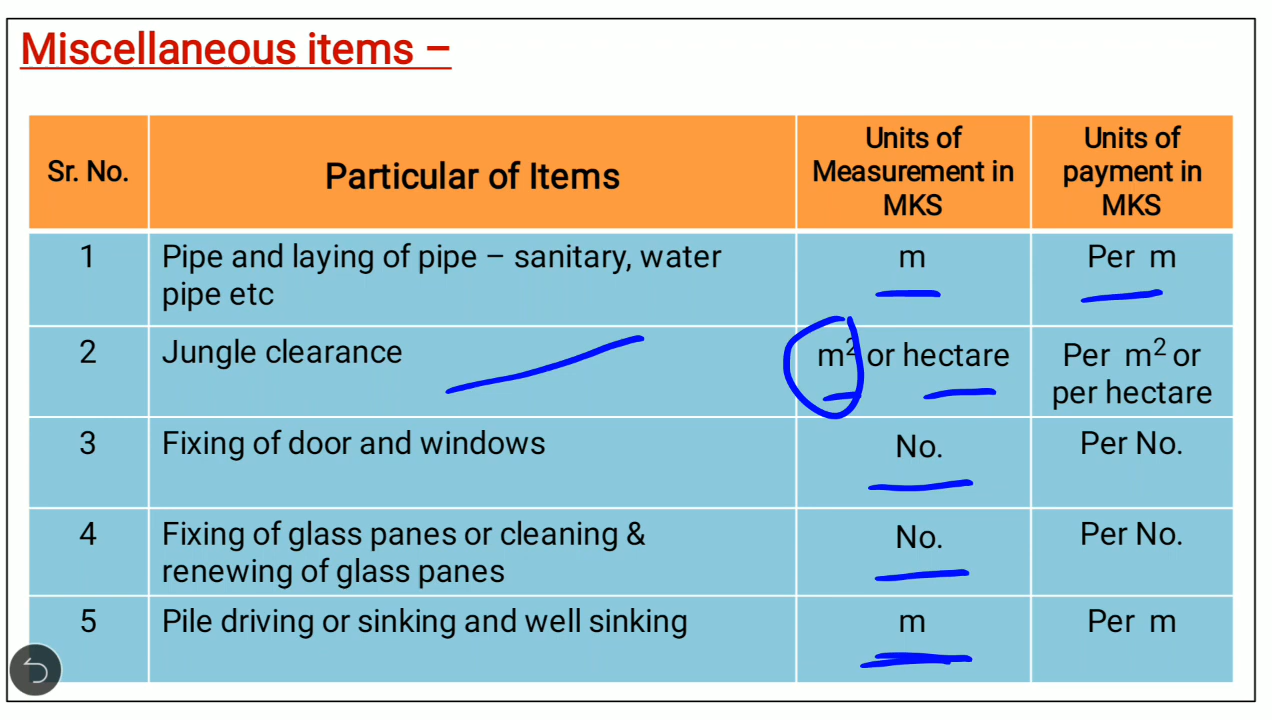 Miscellaneous items –
Sr. No.
Particular of Items
Units of
Measurement in
MKS
Units of
payment in
MKS
1
Pipe and laying of pipe – sanitary, water
pipe etc
m
Per m
2
Jungle clearance
m² or hectare
Per m² or
per hectare
3
Fixing of door and windows
No.
Per No.
4
Fixing of glass panes or cleaning &
renewing of glass panes
No.
Per No.
5
Pile driving or sinking and well sinking
m
Per m